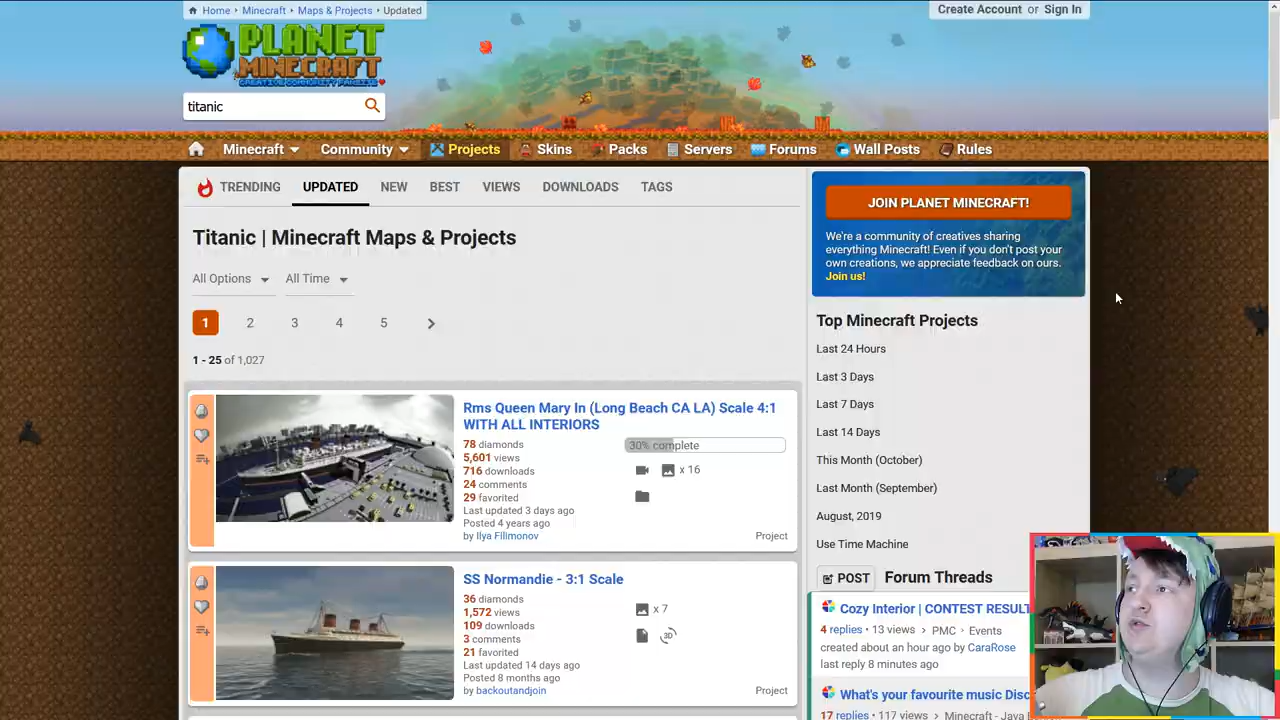 Home › Minecraft › Maps & Projects › Updated
Create Account or Sign In
PLANET
MINECRAFT
CREATIVE COMMUNITY FANSITE
titanic
Minecraft
Community
Projects
Skins
Packs
Servers
Forums
Wall Posts
Rules
TRENDING
UPDATED
NEW
BEST
VIEWS
DOWNLOADS
TAGS
Titanic | Minecraft Maps & Projects
All Options
All Time
1
2
3
4
5
1 - 25 of 1,027
Rms Queen Mary In (Long Beach CA LA) Scale 4:1
WITH ALL INTERIORS
78 diamonds
30% complete
5,601 views
716 downloads
x 16
24 comments
29 favorited
Last updated 3 days ago
Posted 4 years ago
by Ilya Filimonov
Project
SS Normandie - 3:1 Scale
36 diamonds
1,572 views
x 7
109 downloads
3 comments
3D
21 favorited
Last updated 14 days ago
Posted 8 months ago
by backoutandjoin
Project
JOIN PLANET MINECRAFT!
We're a community of creatives sharing
everything Minecraft! Even if you don't post your
own creations, we appreciate feedback on ours.
Join us!
Top Minecraft Projects
Last 24 Hours
Last 3 Days
Last 7 Days
Last 14 Days
This Month (October)
Last Month (September)
August, 2019
Use Time Machine
POST
Forum Threads
Cozy Interior | CONTEST RESULT
4 replies • 13 views › PMC › Events
created about an hour ago by CaraRose
last reply 8 minutes ago
What's your favourite music Disc
17 replies • 117 views › Minecraft - Java